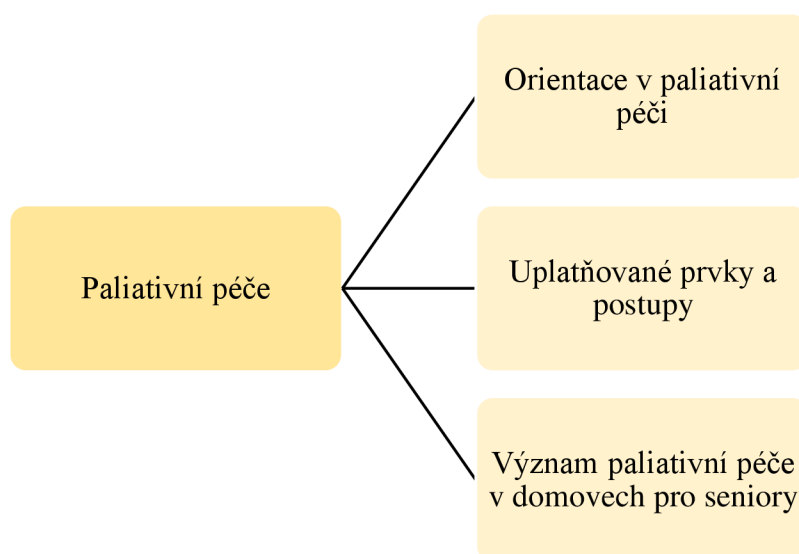 Orientace v paliativní
péči
Paliativní péče
Uplatňované prvky a
postupy
Význam paliativní péče
v domovech pro seniory